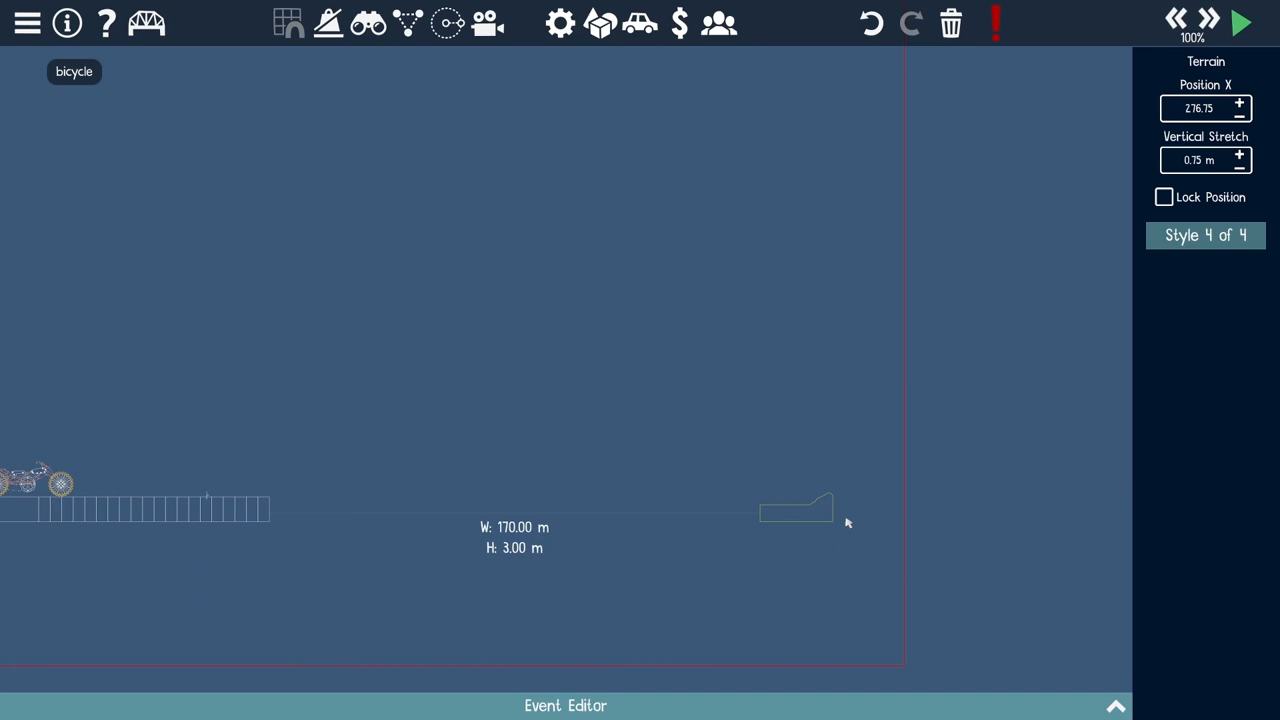 100%
bicycle
Terrain
Position X
276.75
Vertical Stretch
0.75 m
Lock Position
Style 4 of 4
W: 170.00 m
H: 3.00 m
Event Editor